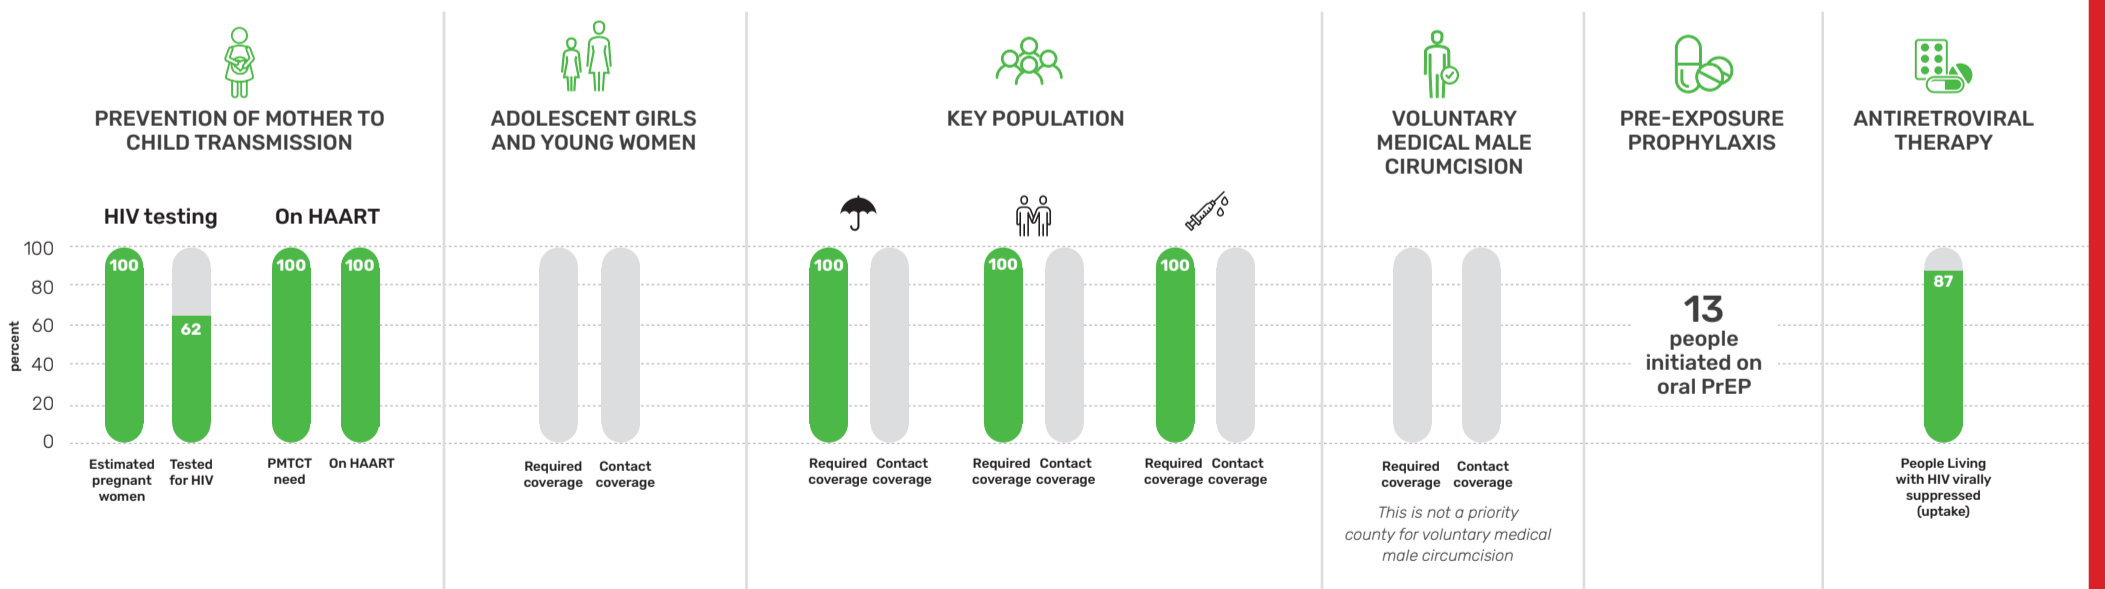 PREVENTION OF MOTHER TO
CHILD TRANSMISSION
HIV testing
On HAART
percent
100
80
60
40
20
0
100
62
100
100
Estimated
pregnant
women
Tested
for HIV
PMTCT
need
On HAART
ADOLESCENT GIRLS
AND YOUNG WOMEN
Required
coverage
Contact
coverage
KEY POPULATION
100
Required
coverage
Contact
coverage
100
Required
coverage
Contact
coverage
100
Required
coverage
Contact
coverage
VOLUNTARY
MEDICAL MALE
CIRUMCISION
Required
coverage
Contact
coverage
This is not a priority
county for voluntary medical
male circumcision
PRE-EXPOSURE
PROPHYLAXIS
13
people
initiated on
oral PrEP
ANTIRETROVIRAL
THERAPY
87
People Living
with HIV virally
suppressed
(uptake)